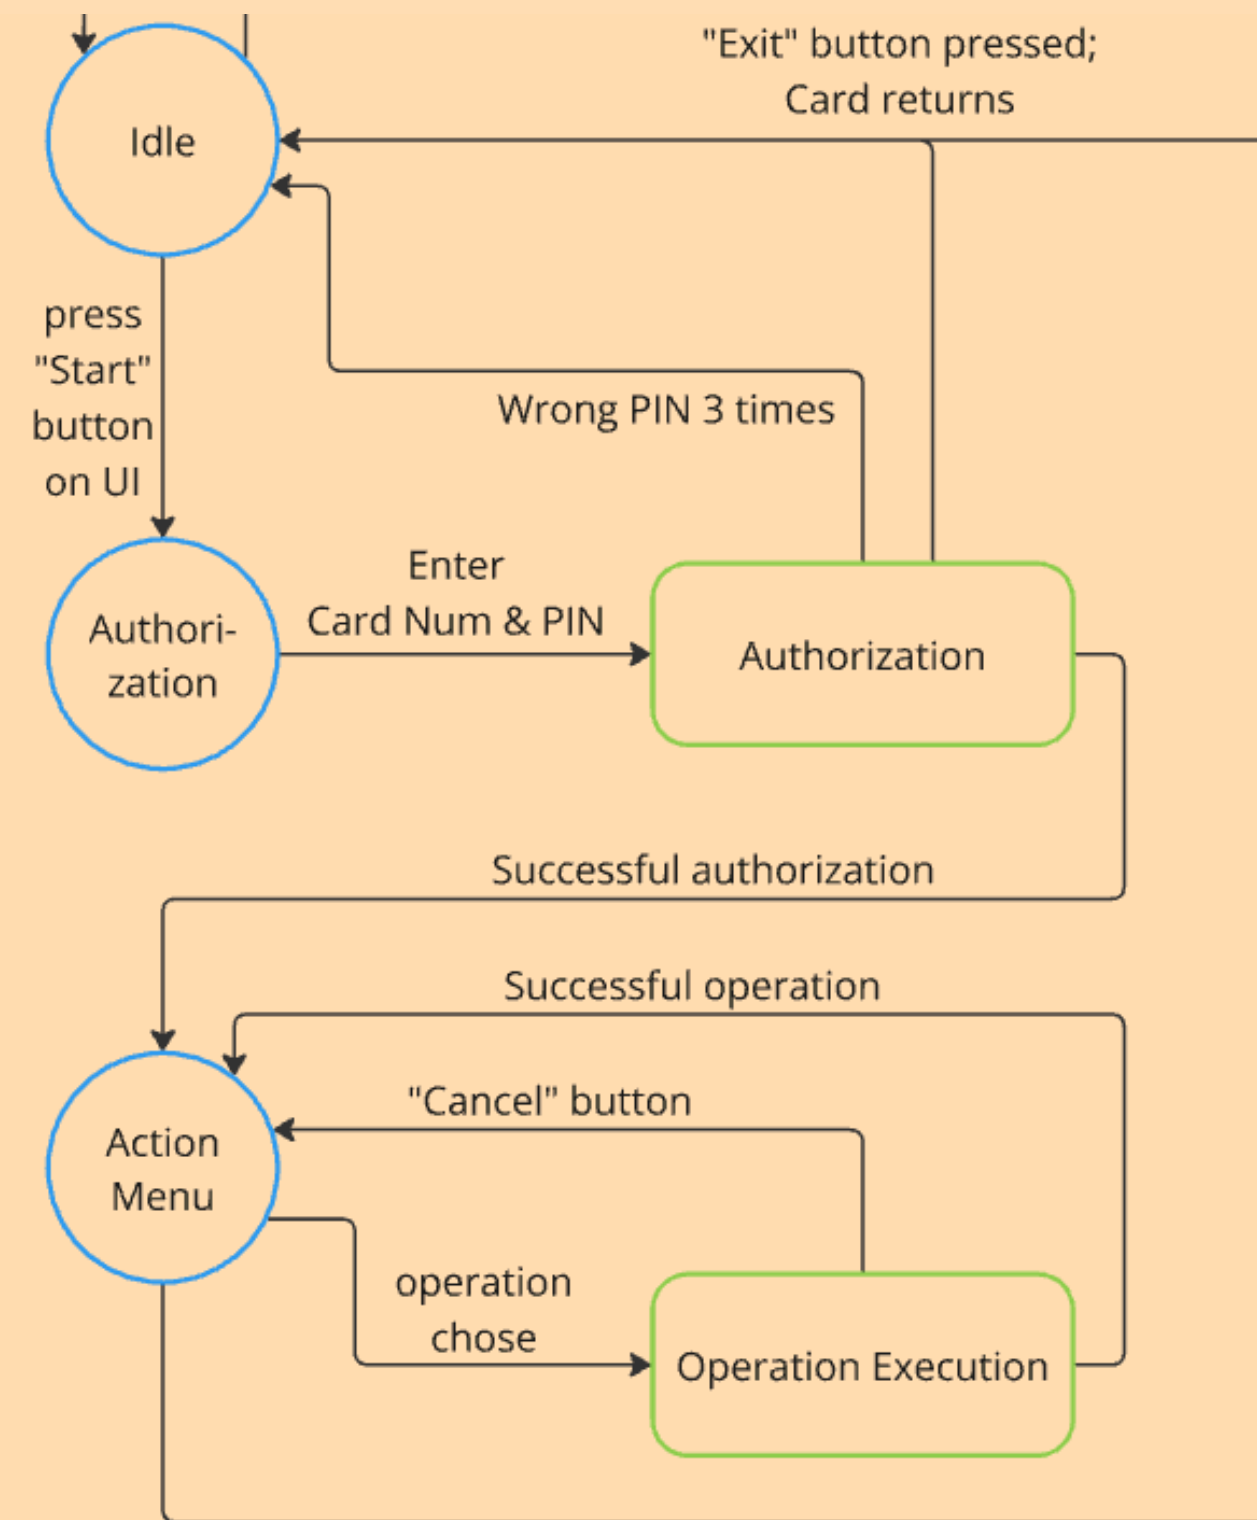 "Exit" button pressed;
Card returns
Idle
press
"Start"
button
on UI
Wrong PIN 3 times
Enter
Card Num & PIN
Authori-
zation
Authorization
Successful authorization
Successful operation
"Cancel" button
Action
Menu
operation
chose
Operation Execution